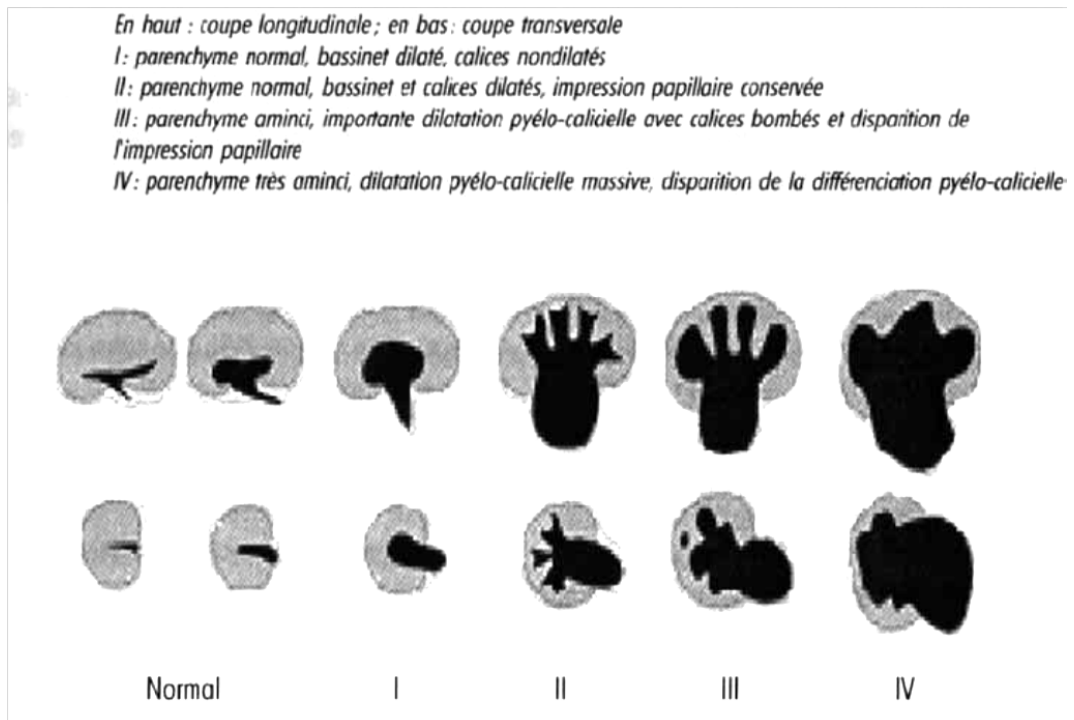 En haut : coupe longitudinale ; en bas : coupe transversale
I : parenchyme normal, bassinet dilaté, calices nondilatés
II : parenchyme normal, bassinet et calices dilatés, impression papillaire conservée
III : parenchyme aminci, importante dilatation pyélo-calicielle avec calices bombés et disparition de
l'impression papillaire
IV : parenchyme très aminci, dilatation pyélo-calicielle massive, disparition de la différenciation pyélo-calicielle
Normal I II III IV